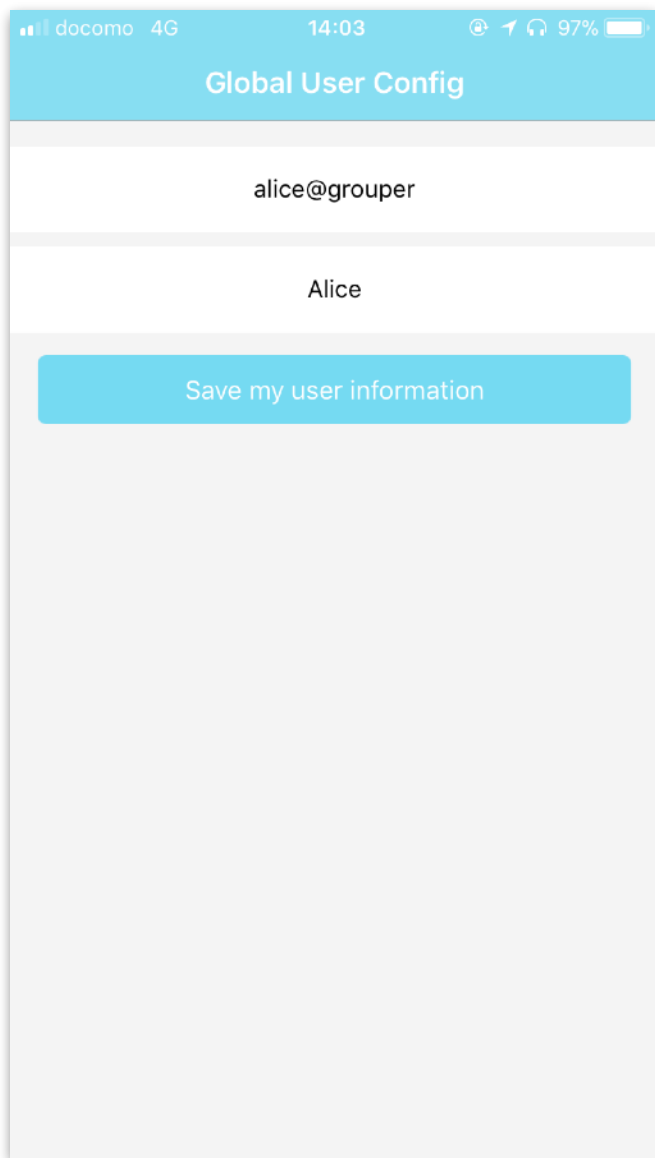 docomo 4G 14:03 97%
Global User Config
alice@grouper
Alice
Save my user information